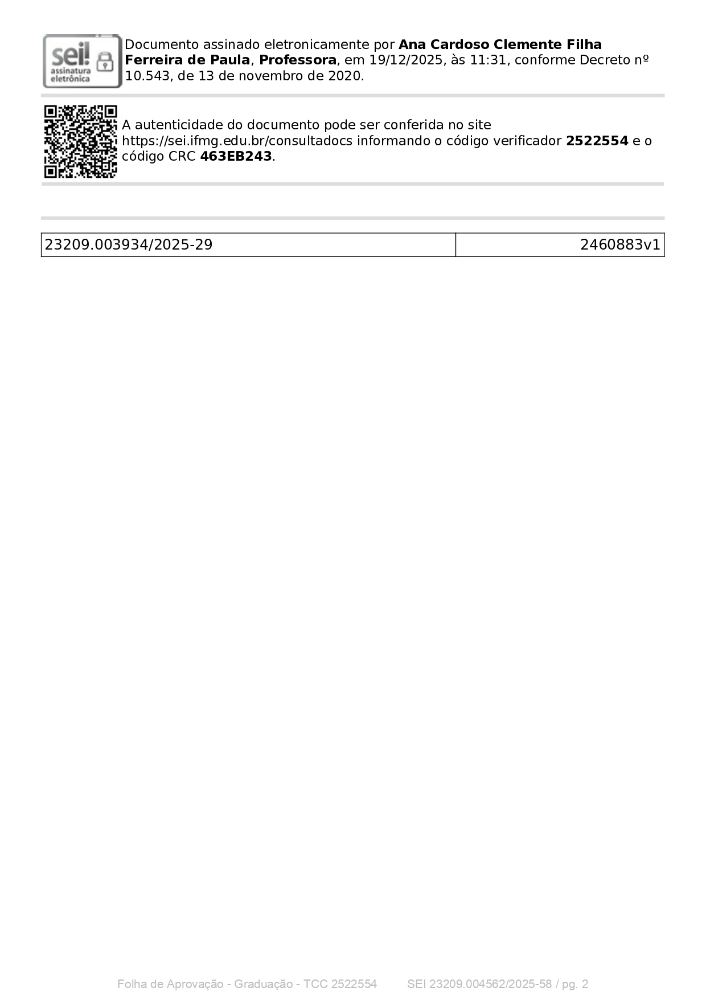 sei!
assinatura
eletrônica
Documento assinado eletronicamente por Ana Cardoso Clemente Filha
Ferreira de Paula, Professora, em 19/12/2025, às 11:31, conforme Decreto nº
10.543, de 13 de novembro de 2020.
A autenticidade do documento pode ser conferida no site
https://sei.ifmg.edu.br/consultadocs informando o código verificador 2522554 e o
código CRC 463EB243.
23209.003934/2025-29 2460883v1
Folha de Aprovação - Graduação - TCC 2522554 SEI 23209.004562/2025-58 / pg. 2